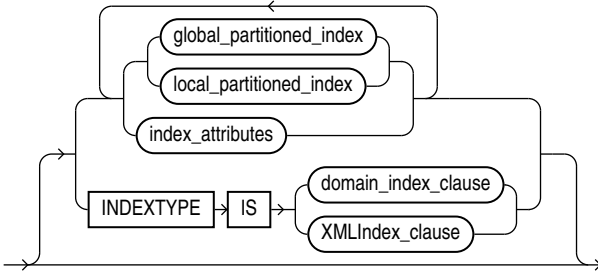 global_partitioned_index
local_partitioned_index
index_attributes
domain_index_clause
INDEXTYPE IS
XMLIndex_clause